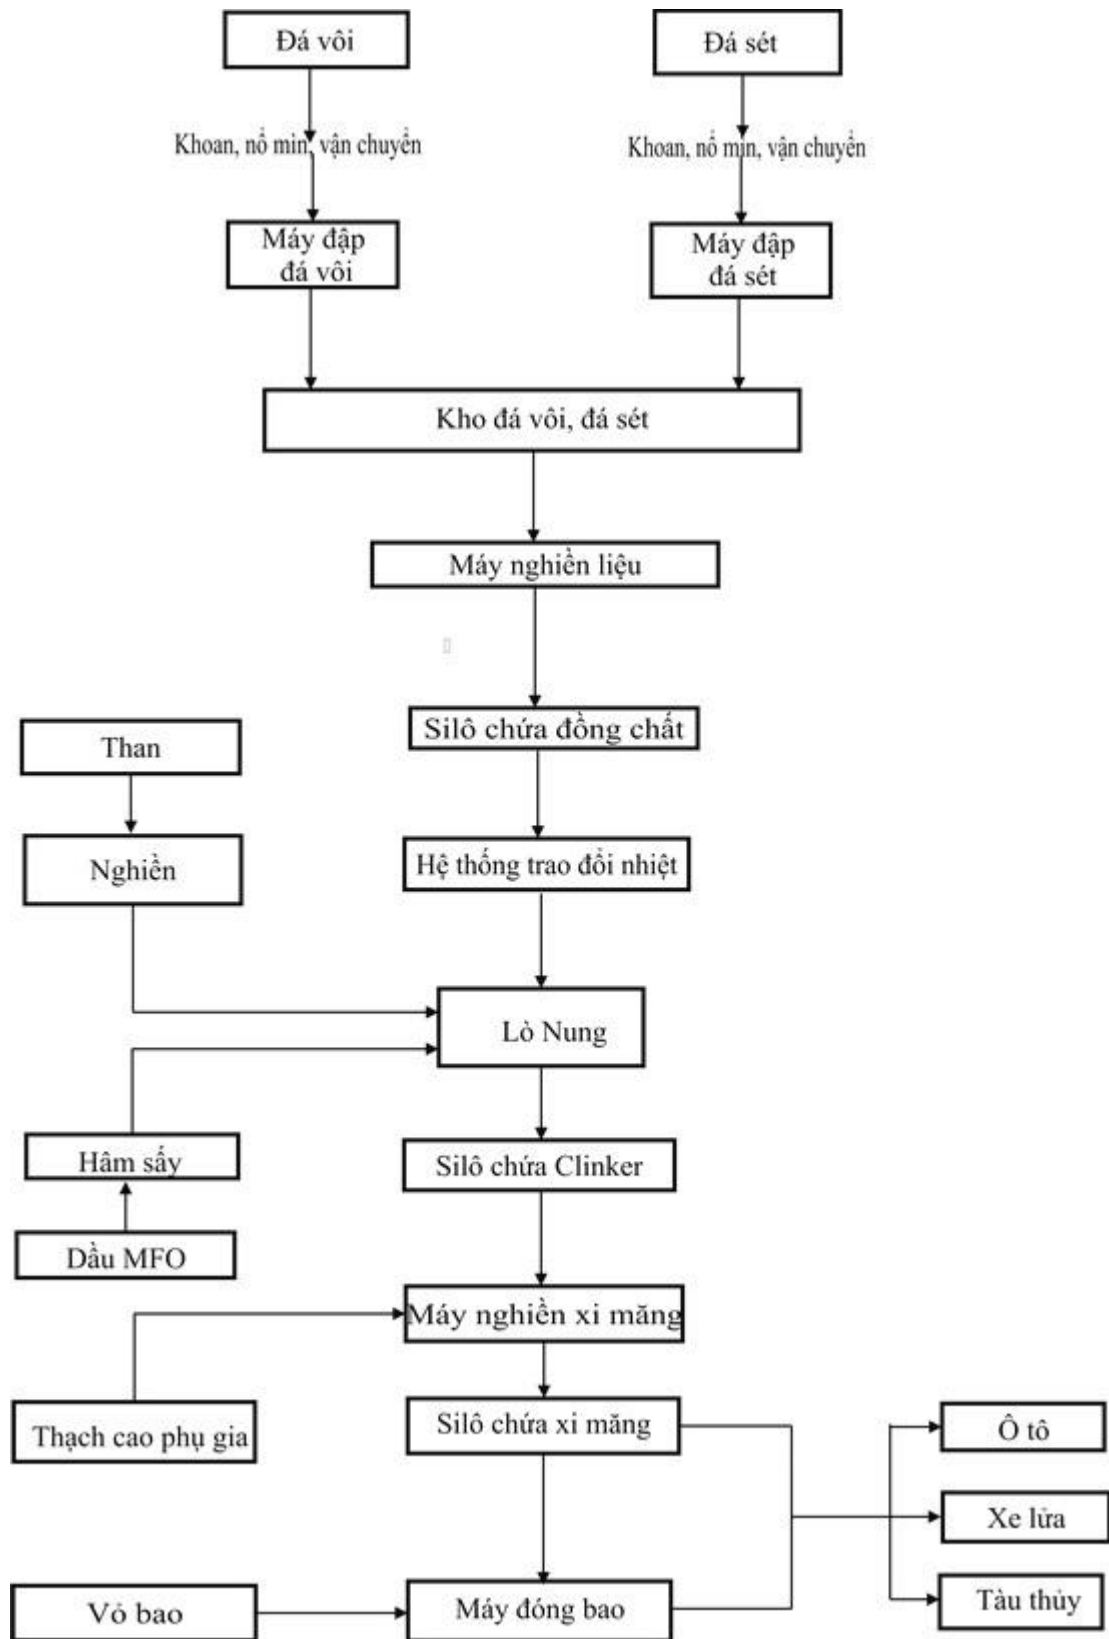 Đá vôi
Đá sét
Khoan, nổ mìn, vận chuyển
Khoan, nổ mìn, vận chuyển
Máy đập
đá vôi
Máy đập
đá sét
Kho đá vôi, đá sét
Máy nghiền liệu
Silô chứa đồng chất
Than
Nghiền
Hệ thống trao đổi nhiệt
Lò Nung
Hâm sấy
Silô chứa Clinker
Dầu MFO
Máy nghiền xi măng
Thạch cao phụ gia
Silô chứa xi măng
Ô tô
Xe lửa
Vỏ bao
Máy đóng bao
Tàu thủy